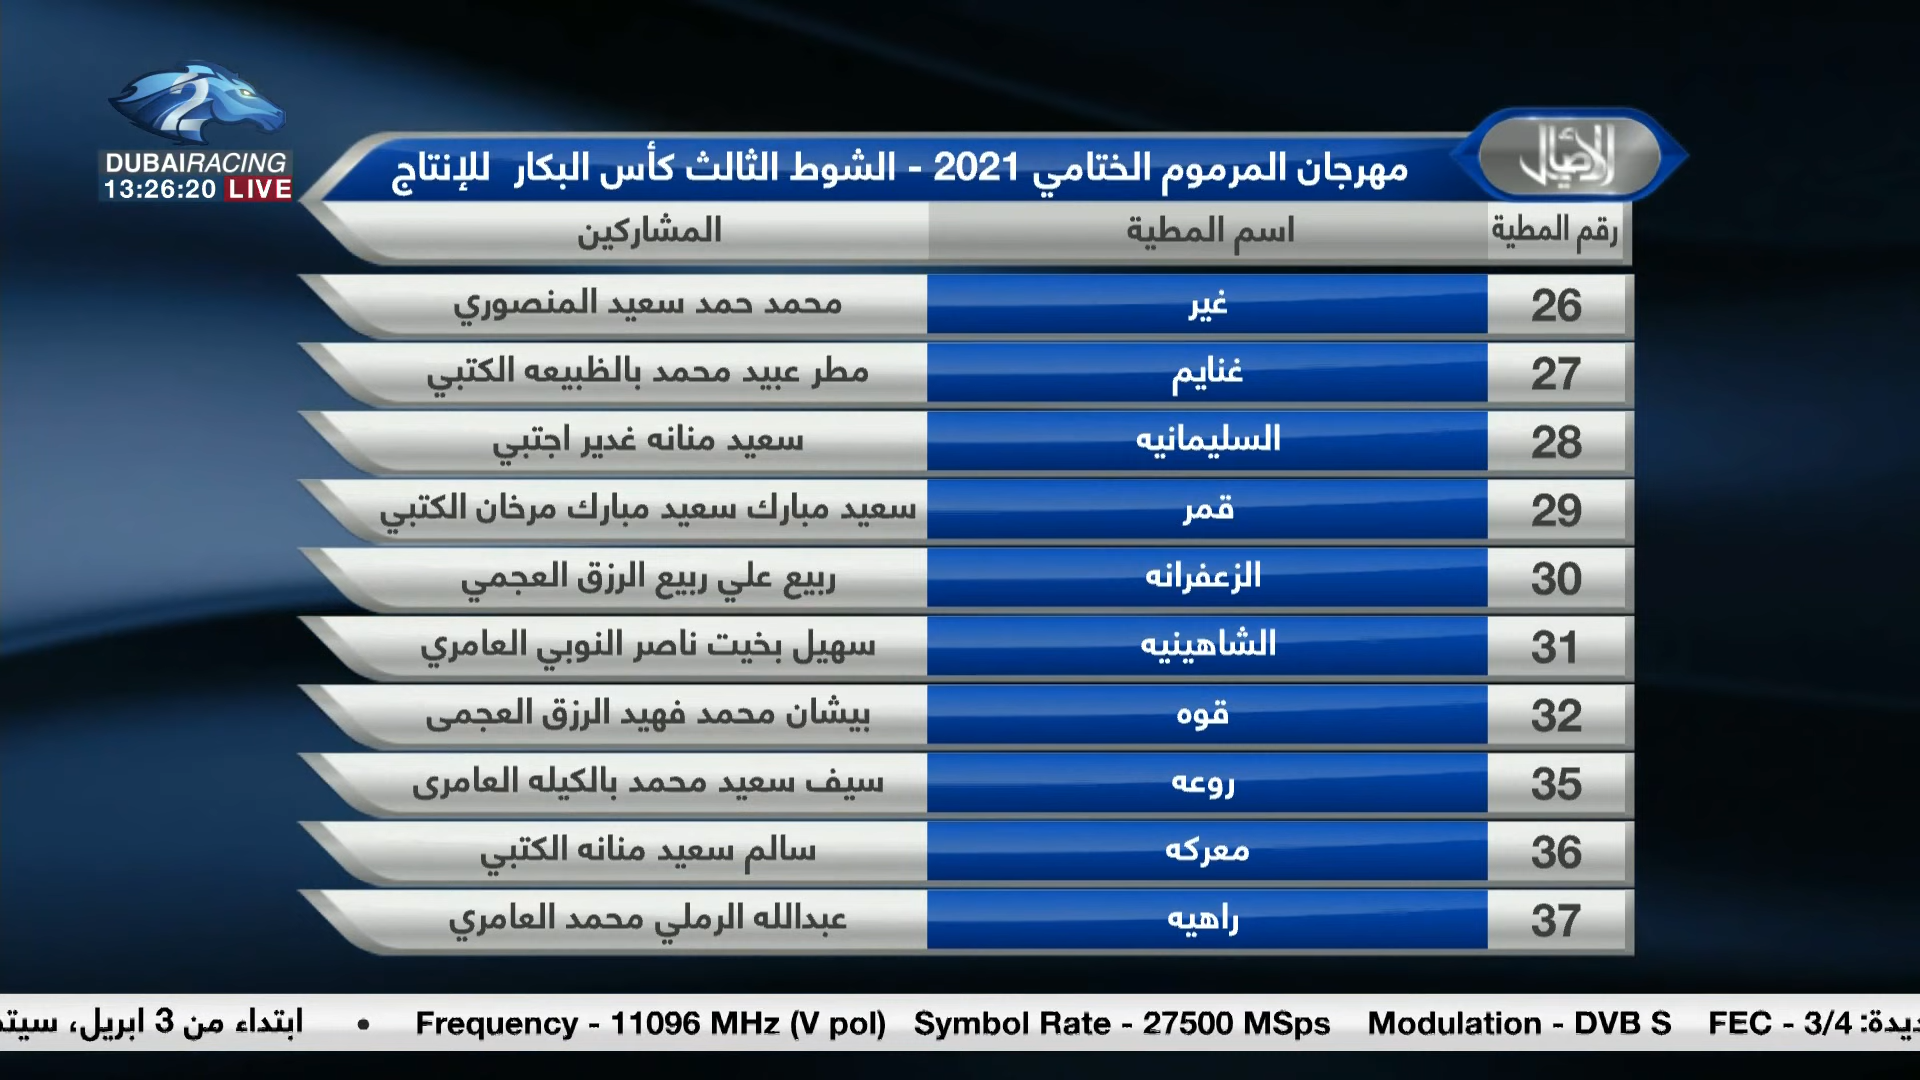 DUBAI RACING
13:26:20 LIVE
الأصايل
مهرجان المرموم الختامي 2021 - الشوط الثالث كأس البكار للإنتاج
رقم المطية اسم المطية المشاركين
26 غير محمد حمد سعيد المنصوري
27 غنايم مطر عبيد محمد بالظبيعه الكتبي
28 السليمانيه سعيد منانه غدير اجتبي
29 قمر سعيد مبارك سعيد مبارك مرخان الكتبي
30 الزعفرانه ربيع علي ربيع الرزق العجمي
31 الشاهينيه سهيل بخيت ناصر النوبي العامري
32 قوه بيشان محمد فهيد الرزق العجمى
35 روعه سيف سعيد محمد بالكيله العامرى
36 معركه سالم سعيد منانه الكتبي
37 راهيه عبدالله الرملي محمد العامري
ديدة: Frequency - 11096 MHz (V pol) Symbol Rate - 27500 MSps Modulation - DVB S FEC - 3/4 • ابتداء من 3 ابريل، سيتم